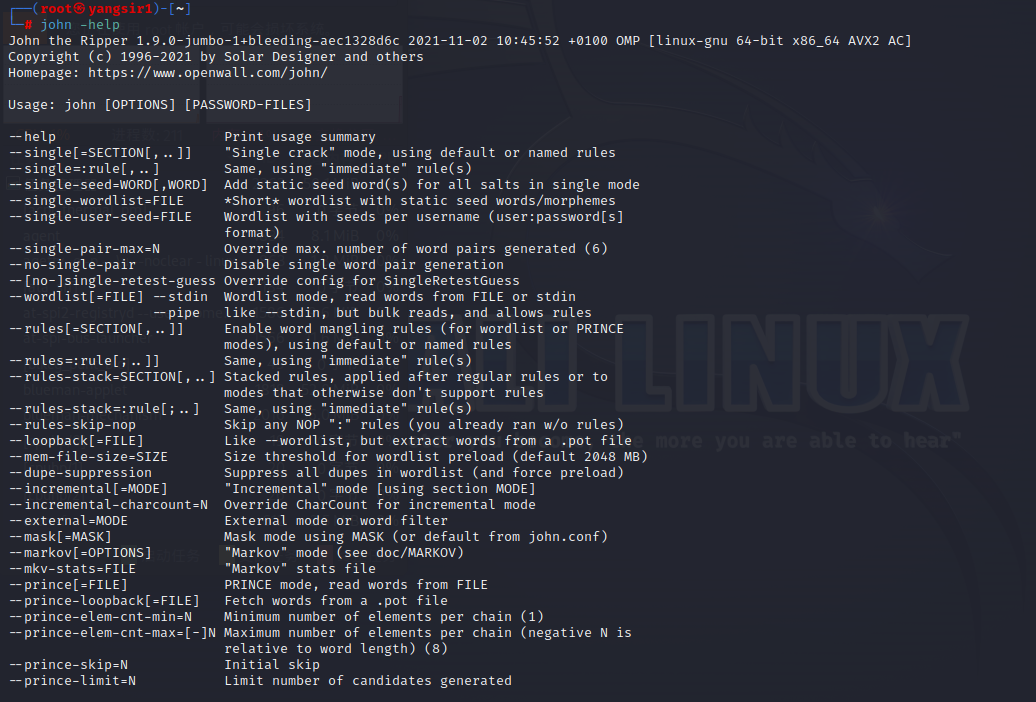 ┌──(root㉿yangsir1)-[~]
└─# john -help
John the Ripper 1.9.0-jumbo-1+bleeding-aec1328d6c 2021-11-02 10:45:52 +0100 OMP [linux-gnu 64-bit x86_64 AVX2 AC]
Copyright (c) 1996-2021 by Solar Designer and others
Homepage: https://www.openwall.com/john/

Usage: john [OPTIONS] [PASSWORD-FILES]

--help                     Print usage summary
--single[=SECTION[,..]]    "Single crack" mode, using default or named rules
--single=:rule[,..]        Same, using "immediate" rule(s)
--single-seed=WORD[,WORD]  Add static seed word(s) for all salts in single mode
--single-wordlist=FILE     *Short* wordlist with static seed words/morphemes
--single-user-seed=FILE    Wordlist with seeds per username (user:password[s]
                           format)
--single-pair-max=N        Override max. number of word pairs generated (6)
--no-single-pair           Disable single word pair generation
--[no-]single-retest-guess Override config for SingleRetestGuess
--wordlist[=FILE] --stdin  Wordlist mode, read words from FILE or stdin
                  --pipe   like --stdin, but bulk reads, and allows rules
--rules[=SECTION[,..]]     Enable word mangling rules (for wordlist or PRINCE
                           modes), using default or named rules
--rules=:rule[;..]]        Same, using "immediate" rule(s)
--rules-stack=SECTION[,..] Stacked rules, applied after regular rules or to
                           modes that otherwise don't support rules
--rules-stack=:rule[;..]   Same, using "immediate" rule(s)
--rules-skip-nop           Skip any NOP ":" rules (you already ran w/o rules)
--loopback[=FILE]          Like --wordlist, but extract words from a .pot file
--mem-file-size=SIZE       Size threshold for wordlist preload (default 2048 MB)
--dupe-suppression         Suppress all dupes in wordlist (and force preload)
--incremental[=MODE]       "Incremental" mode [using section MODE]
--incremental-charcount=N  Override CharCount for incremental mode
--external=MODE            External mode or word filter
--mask[=MASK]              Mask mode using MASK (or default from john.conf)
--markov[=OPTIONS]         "Markov" mode (see doc/MARKOV)
--mkv-stats=FILE           "Markov" stats file
--prince[=FILE]            PRINCE mode, read words from FILE
--prince-loopback[=FILE]   Fetch words from a .pot file
--prince-elem-cnt-min=N    Minimum number of elements per chain (1)
--prince-elem-cnt-max=[-]N Maximum number of elements per chain (negative N is
                           relative to word length) (8)
--prince-skip=N            Initial skip
--prince-limit=N           Limit number of candidates generated
LINUX
more you are able to hear"